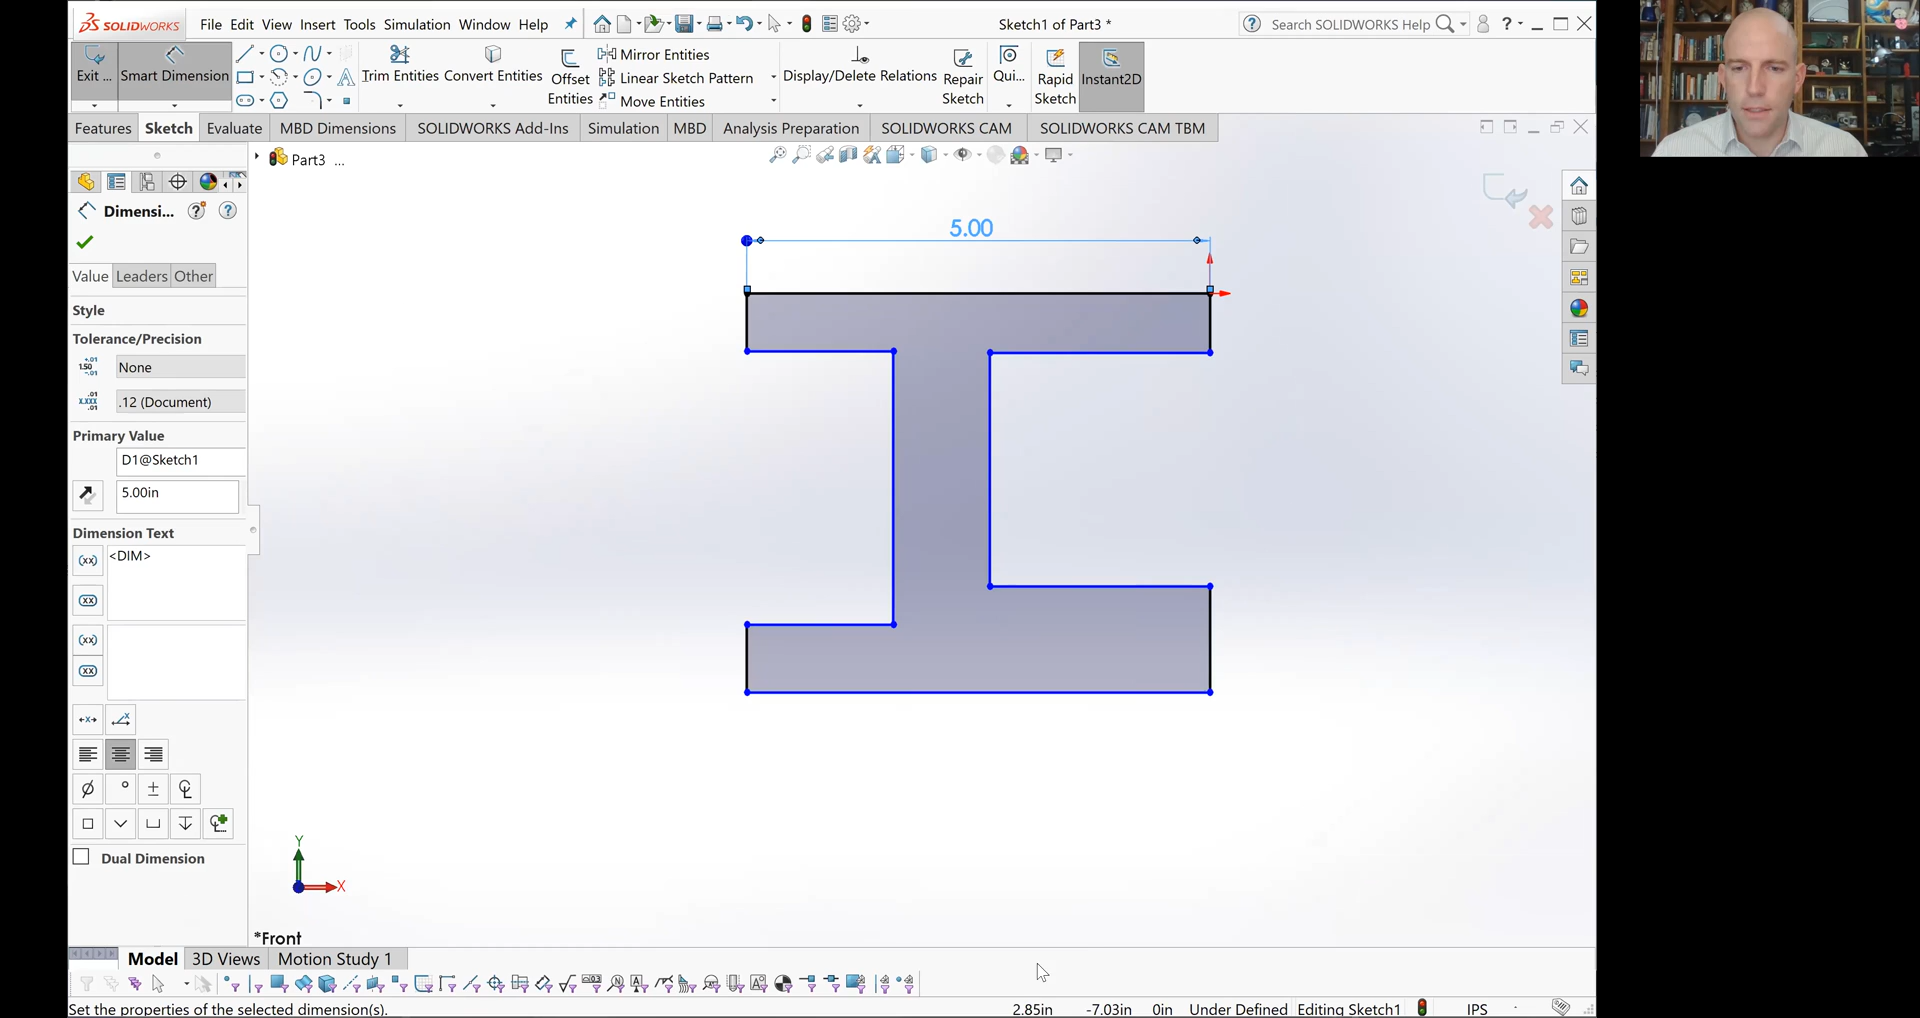 SOLIDWORKS File Edit View Insert Tools Simulation Window Help Sketch1 of Part3 * Search SOLIDWORKS Help ?
Exit ... Smart Dimension Trim Entities Convert Entities Offset Entities Mirror Entities Linear Sketch Pattern Move Entities Display/Delete Relations Repair Sketch Qui... Rapid Sketch Instant2D
Features Sketch Evaluate MBD Dimensions SOLIDWORKS Add-Ins Simulation MBD Analysis Preparation SOLIDWORKS CAM SOLIDWORKS CAM TBM
Part3 ...
Dimensi...
Value Leaders Other
Style
Tolerance/Precision
None
.12 (Document)
Primary Value
D1@Sketch1
5.00in
Dimension Text
<DIM>
Dual Dimension
5.00
Y
X
*Front
Model 3D Views Motion Study 1
Set the properties of the selected dimension(s). 2.85in -7.03in 0in Under Defined Editing Sketch1 IPS